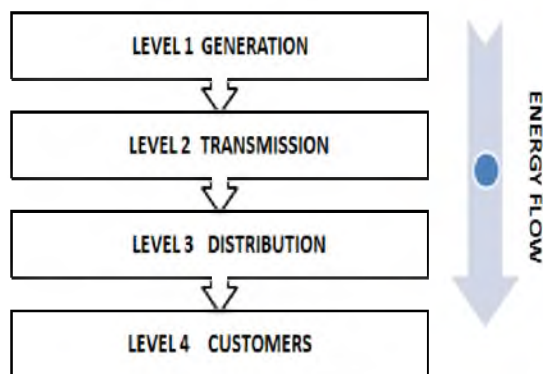 LEVEL 1 GENERATION
LEVEL 2 TRANSMISSION
LEVEL 3 DISTRIBUTION
LEVEL 4 CUSTOMERS
ENERGY FLOW